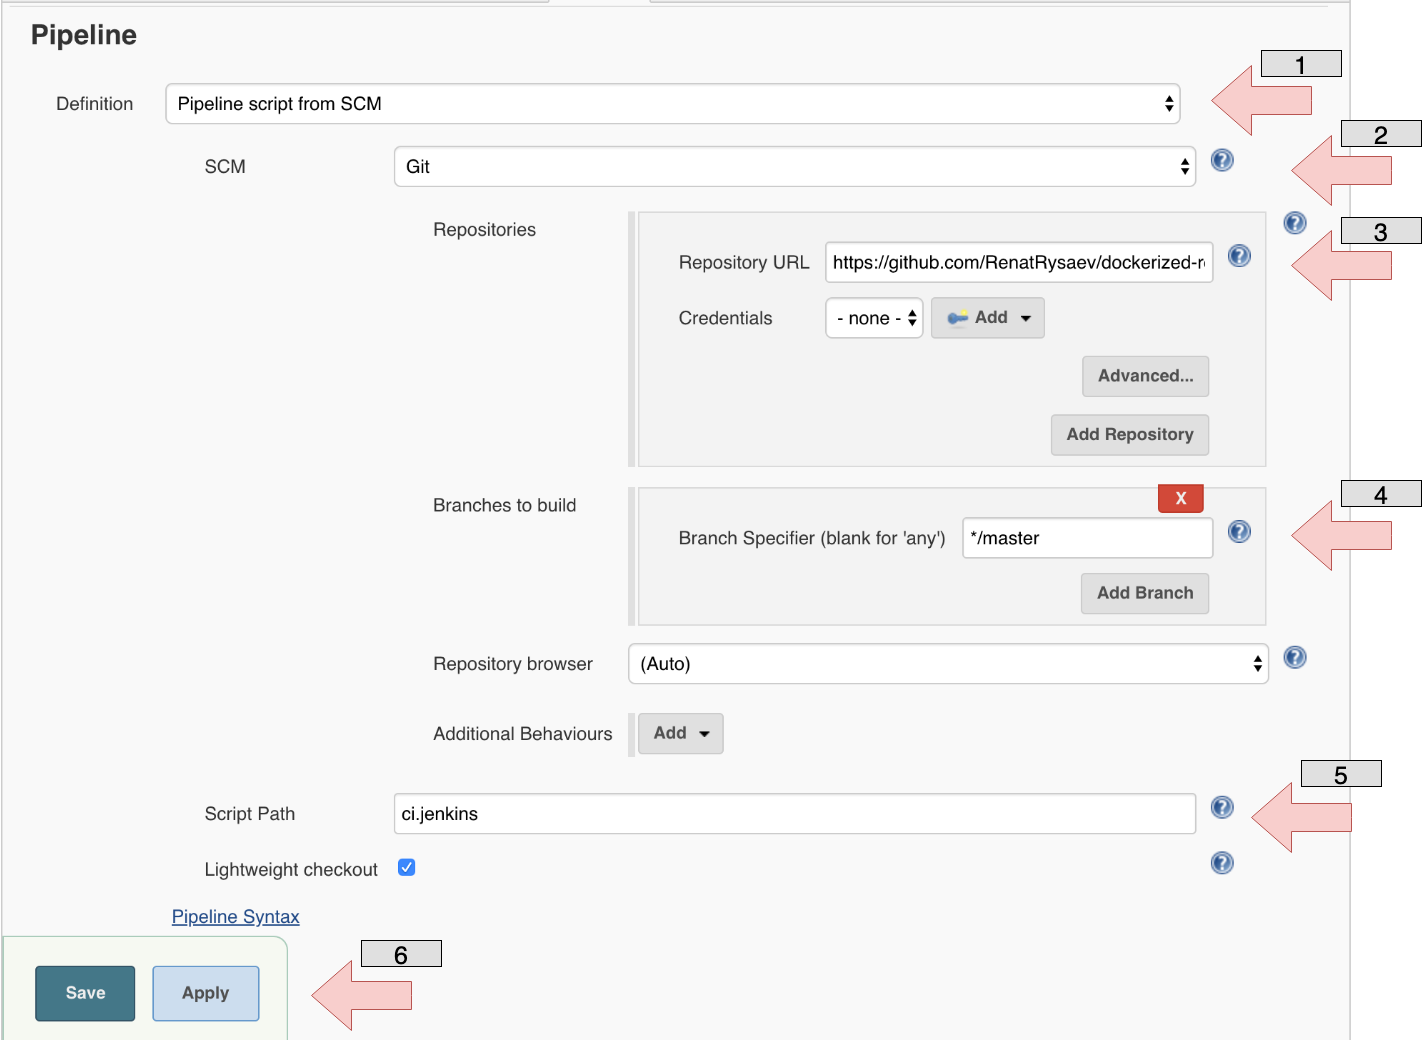 Pipeline
1
Definition Pipeline script from SCM
2
SCM Git
Repositories
3
Repository URL https://github.com/RenatRysaev/dockerized-r
Credentials - none - Add
Advanced...
Add Repository
4
Branches to build X
Branch Specifier (blank for 'any') */master
Add Branch
Repository browser (Auto)
Additional Behaviours Add
5
Script Path ci.jenkins
Lightweight checkout
Pipeline Syntax
6
Save Apply